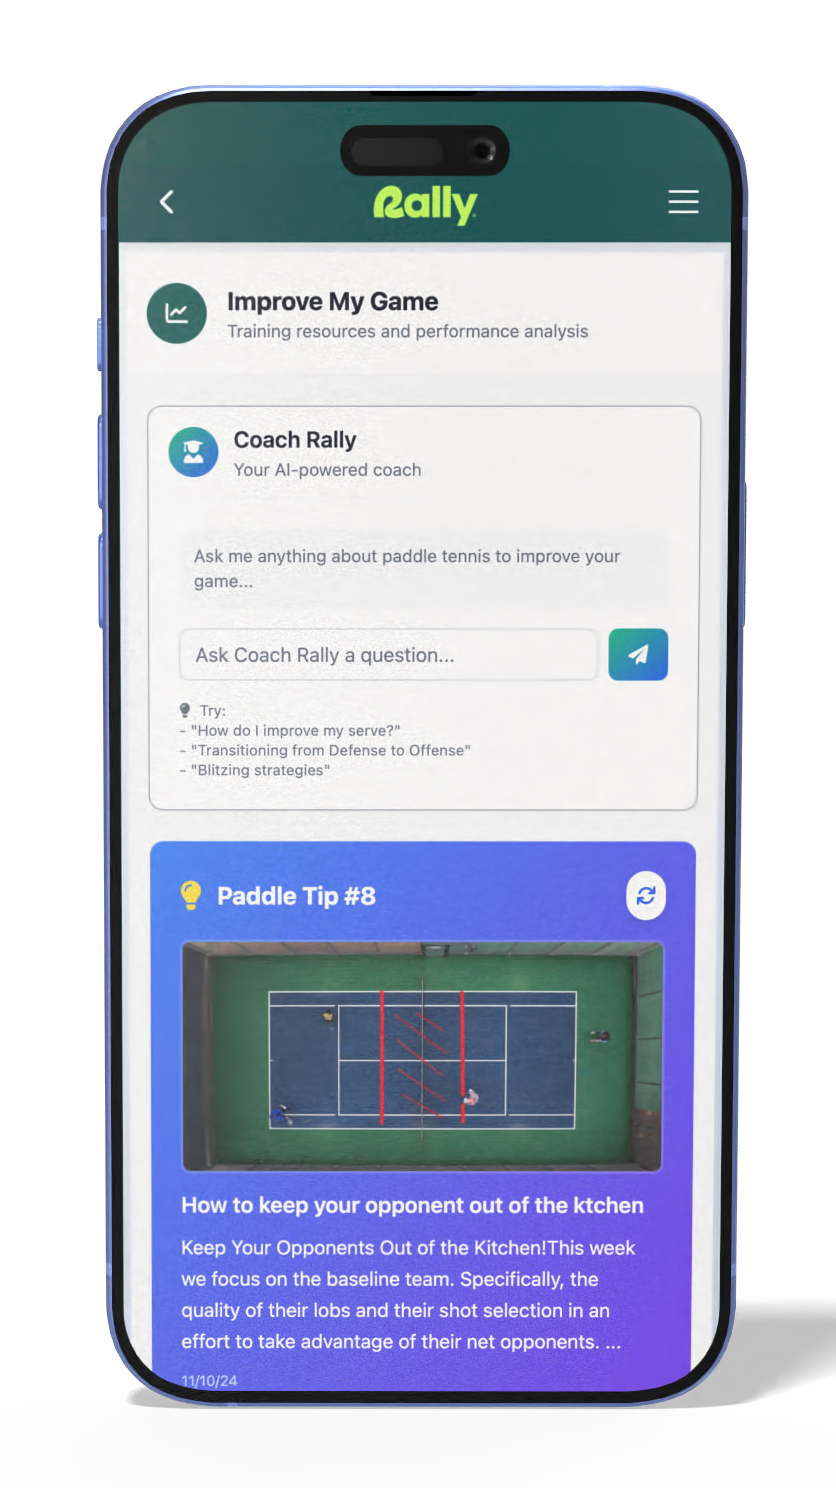 Rally
Improve My Game
Training resources and performance analysis
Coach Rally
Your AI-powered coach
Ask me anything about paddle tennis to improve your
game...
Ask Coach Rally a question...
Try:
- "How do I improve my serve?"
- "Transitioning from Defense to Offense"
- "Blitzing strategies"
Paddle Tip #8
How to keep your opponent out of the ktchen
Keep Your Opponents Out of the Kitchen!This week
we focus on the baseline team. Specifically, the
quality of their lobs and their shot selection in an
effort to take advantage of their net opponents. ...
11/10/24